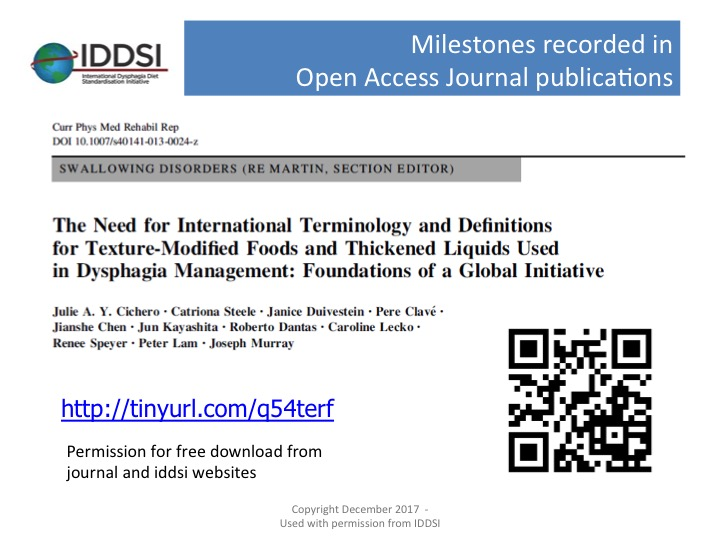 IDDSI
International Dysphagia Diet
Standardisation Initiative
Milestones recorded in
Open Access Journal publications
Curr Phys Med Rehabil Rep
DOI 10.1007/s40141-013-0024-z
SWALLOWING DISORDERS (RE MARTIN, SECTION EDITOR)
The Need for International Terminology and Definitions
for Texture-Modified Foods and Thickened Liquids Used
in Dysphagia Management: Foundations of a Global Initiative
Julie A. Y. Cichero · Catriona Steele · Janice Duivestein · Pere Clavé ·
Jianshe Chen · Jun Kayashita · Roberto Dantas · Caroline Lecko ·
Renee Speyer · Peter Lam · Joseph Murray
http://tinyurl.com/q54terf
Permission for free download from
journal and iddsi websites
Copyright December 2017 -
Used with permission from IDDSI